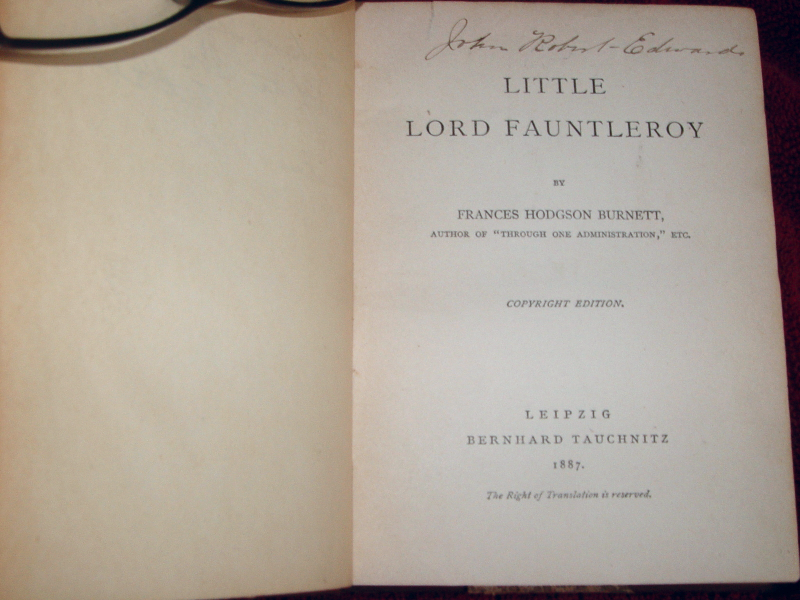 John Robert-Edwards
LITTLE
LORD FAUNTLEROY
BY
FRANCES HODGSON BURNETT,
AUTHOR OF "THROUGH ONE ADMINISTRATION," ETC.
COPYRIGHT EDITION.
LEIPZIG
BERNHARD TAUCHNITZ
1887.
The Right of Translation is reserved.